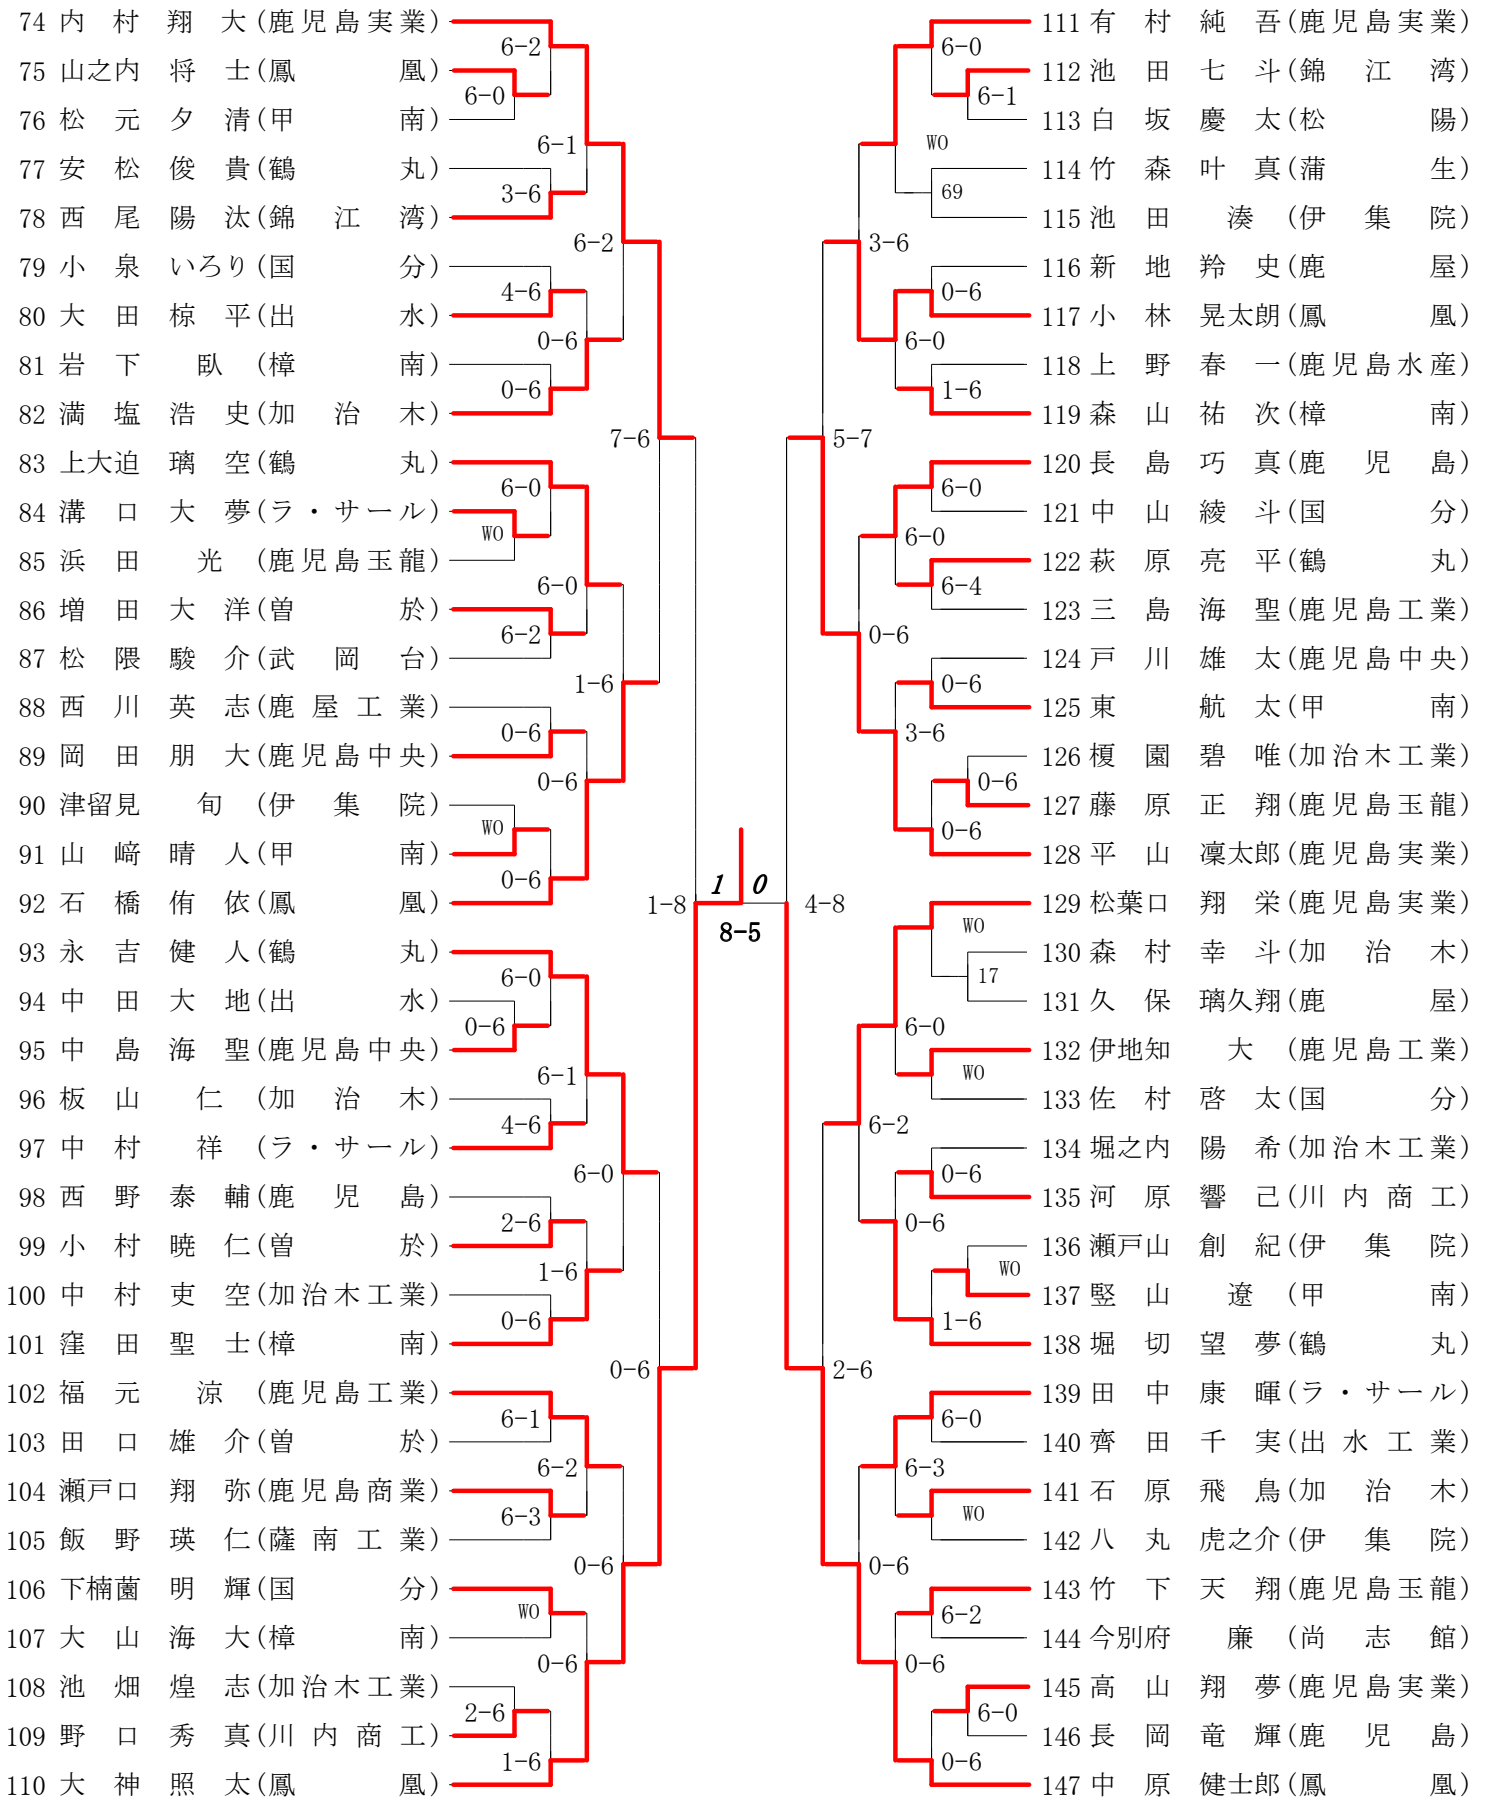 74 内村 翔大(鹿児島実業)
6-2
75 山之内 将士(鳳凰)
6-0
76 松元 夕清(甲南)
6-1
77 安松 俊貴(鶴丸)
3-6
78 西尾 陽汰(錦江湾)
6-2
79 小泉 いろり(国分)
4-6
80 大田 椋平(出水)
0-6
81 岩下 臥(樟南)
0-6
82 満塩 浩史(加治木)
7-6
83 上大迫 璃空(鶴丸)
6-0
84 溝口 大夢(ラ・サール)
WO
85 浜田 光(鹿児島玉龍)
6-0
86 増田 大洋(曽於)
6-2
87 松隈 駿介(武岡台)
1-6
88 西川 英志(鹿屋工業)
0-6
89 岡田 朋大(鹿児島中央)
0-6
90 津留見 旬(伊集院)
WO
91 山﨑 晴人(甲南)
0-6
92 石橋 侑依(鳳凰)
1-8
93 永吉 健人(鶴丸)
6-0
94 中田 大地(出水)
0-6
95 中島 海聖(鹿児島中央)
6-1
96 板山 仁(加治木)
4-6
97 中村 祥(ラ・サール)
6-0
98 西野 泰輔(鹿児島)
2-6
99 小村 暁仁(曽於)
1-6
100 中村 吏空(加治木工業)
0-6
101 窪田 聖士(樟南)
0-6
102 福元 涼(鹿児島工業)
6-1
103 田口 雄介(曽於)
6-2
104 瀬戸口 翔弥(鹿児島商業)
6-3
105 飯野 瑛仁(薩南工業)
0-6
106 下楠薗 明輝(国分)
WO
107 大山 海大(樟南)
0-6
108 池畑 煌志(加治木工業)
2-6
109 野口 秀真(川内商工)
1-6
110 大神 照太(鳳凰)
1 0
8-5
111 有村 純吾(鹿児島実業)
6-0
112 池田 七斗(錦江湾)
6-1
113 白坂 慶太(松陽)
WO
114 竹森 叶真(蒲生)
69
115 池田 湊(伊集院)
3-6
116 新地 羚史(鹿屋)
0-6
117 小林 晃太朗(鳳凰)
6-0
118 上野 春一(鹿児島水産)
1-6
119 森山 祐次(樟南)
5-7
120 長島 巧真(鹿児島)
6-0
121 中山 綾斗(国分)
6-0
122 萩原 亮平(鶴丸)
6-4
123 三島 海聖(鹿児島工業)
0-6
124 戸川 雄太(鹿児島中央)
0-6
125 東 航太(甲南)
3-6
126 榎園 碧唯(加治木工業)
0-6
127 藤原 正翔(鹿児島玉龍)
0-6
128 平山 凜太郎(鹿児島実業)
4-8
129 松葉口 翔栄(鹿児島実業)
WO
130 森村 幸斗(加治木)
17
131 久保 璃久翔(鹿屋)
6-0
132 伊地知 大(鹿児島工業)
WO
133 佐村 啓太(国分)
6-2
134 堀之内 陽希(加治木工業)
0-6
135 河原 響己(川内商工)
0-6
136 瀬戸山 創紀(伊集院)
WO
137 堅山 遼(甲南)
1-6
138 堀切 望夢(鶴丸)
2-6
139 田中 康暉(ラ・サール)
6-0
140 齊田 千実(出水工業)
6-3
141 石原 飛鳥(加治木)
WO
142 八丸 虎之介(伊集院)
0-6
143 竹下 天翔(鹿児島玉龍)
6-2
144 今別府 廉(尚志館)
0-6
145 高山 翔夢(鹿児島実業)
6-0
146 長岡 竜輝(鹿児島)
0-6
147 中原 健士郎(鳳凰)